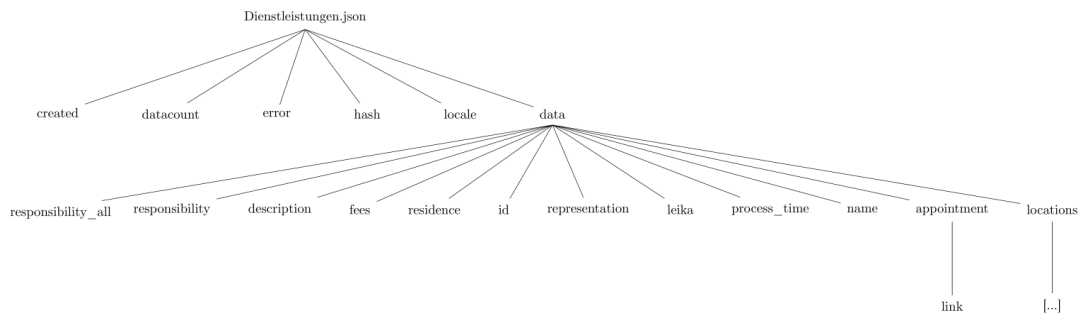 Dienstleistungen.json
created datacount error hash locale data
responsibility_all responsibility description fees residence id representation leika process_time name appointment locations
link [...]